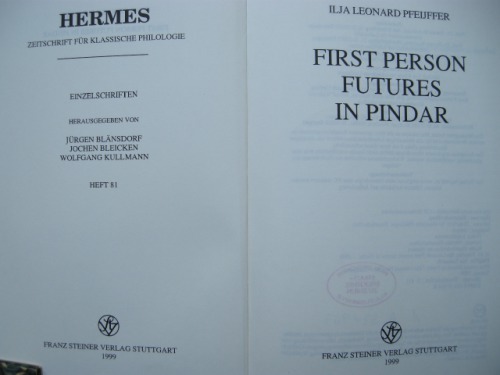 HERMES
ZEITSCHRIFT FÜR KLASSISCHE PHILOLOGIE
EINZELSCHRIFTEN
HERAUSGEGEBEN VON
JÜRGEN BLÄNSDORF
JOCHEN BLEICKEN
WOLFGANG KULLMANN
HEFT 81
FRANZ STEINER VERLAG STUTTGART
1999
ILJA LEONARD PFEIJFFER
FIRST PERSON
FUTURES
IN PINDAR
FRANZ STEINER VERLAG STUTTGART
1999